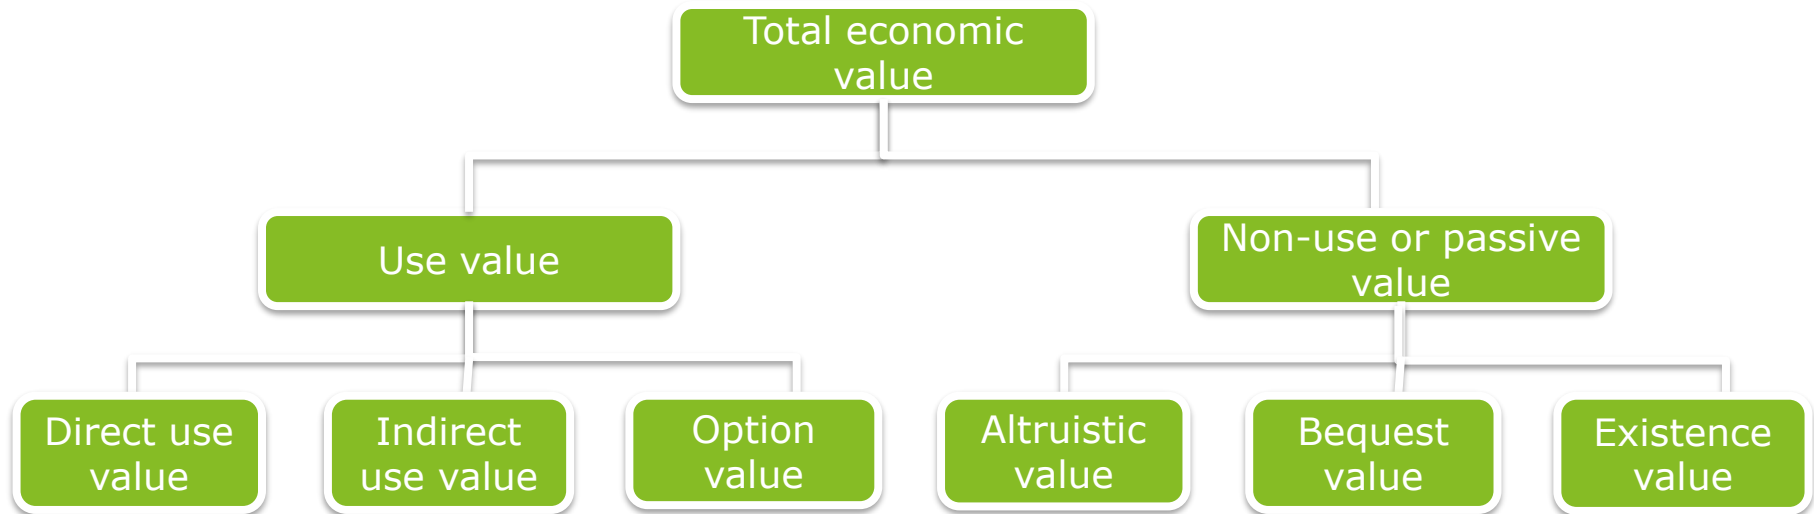 Total economic
value
Use value
Non-use or passive
value
Direct use
value
Indirect
use value
Option
value
Altruistic
value
Bequest
value
Existence
value